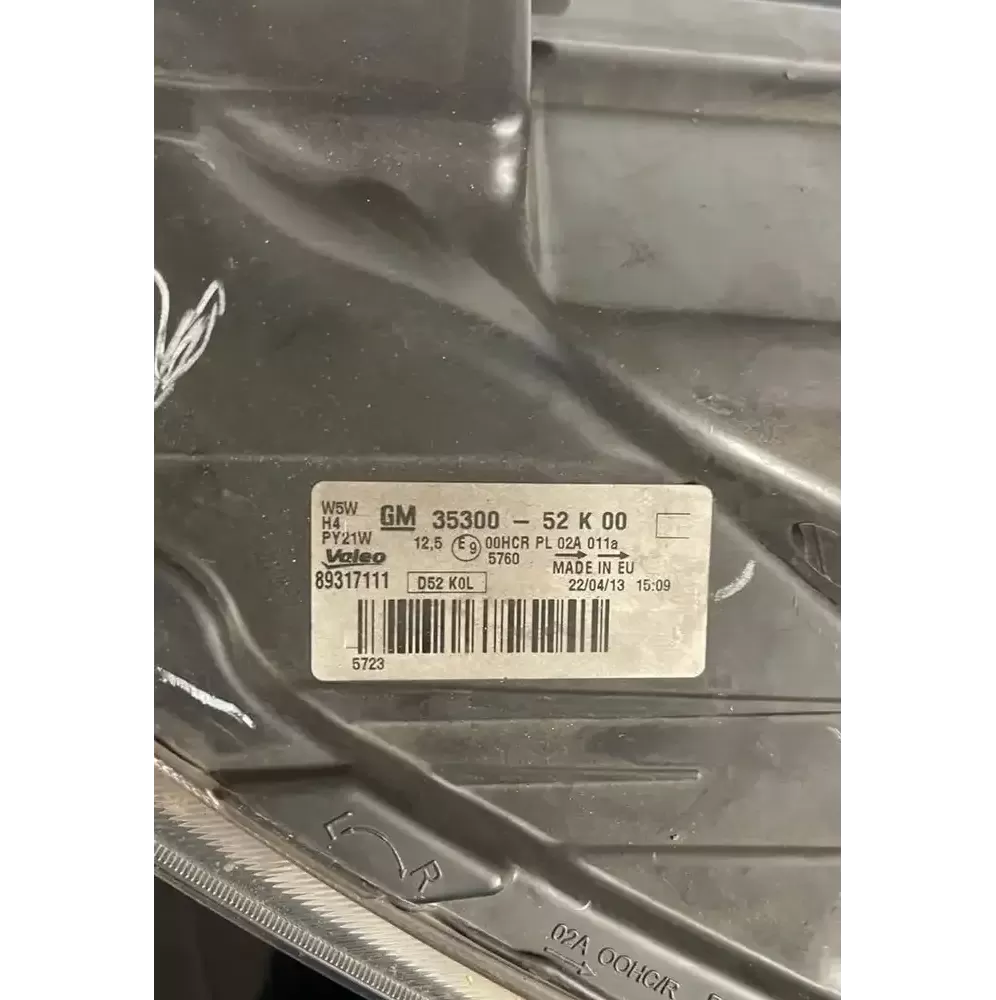 W5W
H4
PY21W
GM 35300 - 52 K 00
12,5 E9 00HCR PL 02A 011a
5760
Valeo
MADE IN EU
89317111 D52 K0L 22/04/13 15:09
5723
L R
02A 00HC/R